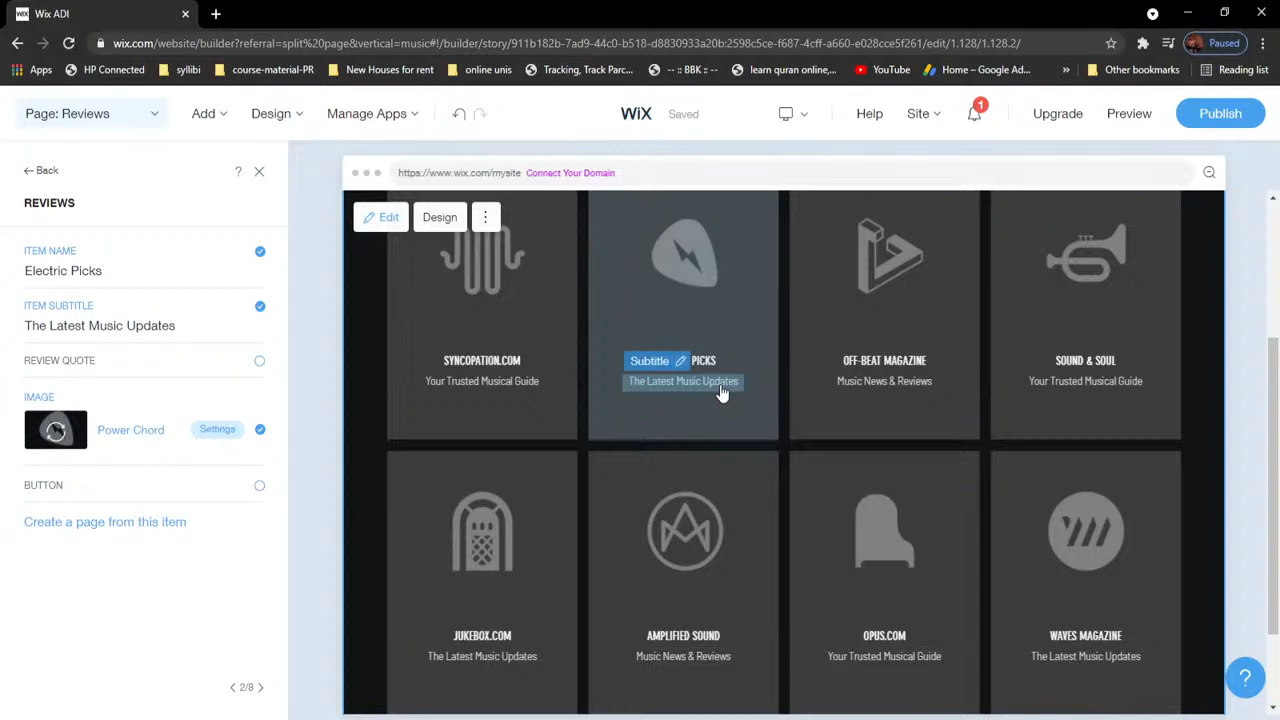 WiX Wix ADI
wix.com/website/builder?referral=split%20page&vertical=music#!/builder/story/911b182b-7ad9-44c0-b518-d8830933a20b:2598c5ce-f687-4cff-a660-e028cce5f261/edit/1.128/1.128.2/
Paused
Apps HP Connected syllibi course-material-PR New Houses for rent online unis Tracking, Track Parc... -- :: BK :: -- learn quran online,... YouTube Home – Google Ad... » Other bookmarks Reading list
Page: Reviews Add Design Manage Apps WiX Saved Help Site 1 Upgrade Preview Publish
Back ?
https://www.wix.com/mysite Connect Your Domain
REVIEWS
Edit Design
ITEM NAME
Electric Picks
ITEM SUBTITLE
The Latest Music Updates
REVIEW QUOTE
IMAGE
Power Chord Settings
BUTTON
Create a page from this item
2/8
SYNCOPATION.COM
Your Trusted Musical Guide
Subtitle PICKS
The Latest Music Updates
OFF-BEAT MAGAZINE
Music News & Reviews
SOUND & SOUL
Your Trusted Musical Guide
JUKEBOX.COM
The Latest Music Updates
AMPLIFIED SOUND
Music News & Reviews
OPUS.COM
Your Trusted Musical Guide
WAVES MAGAZINE
The Latest Music Updates
?